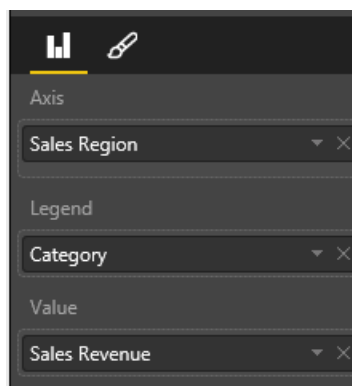 Axis
Sales Region
Legend
Category
Value
Sales Revenue